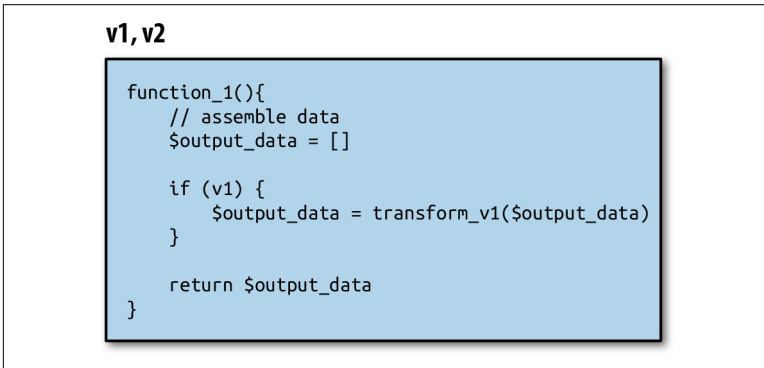 v1, v2
function_1(){
    // assemble data
    $output_data = []
    if (v1) {
        $output_data = transform_v1($output_data)
    }
    return $output_data
}